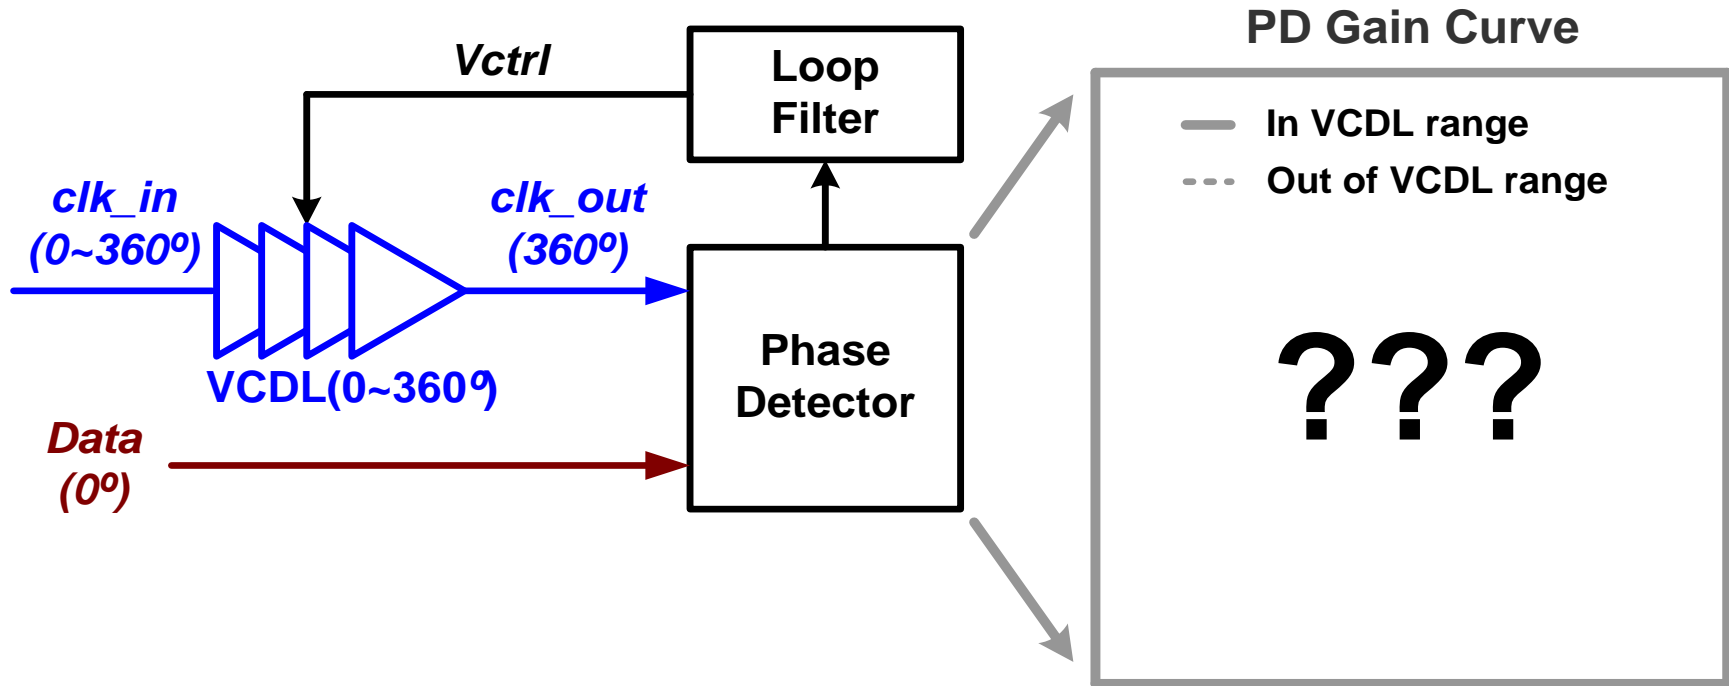 PD Gain Curve
Vctrl
Loop
Filter
In VCDL range
Out of VCDL range
clk_in
(0~360º)
clk_out
(360º)
VCDL(0~360º)
Phase
Detector
Data
(0º)
???